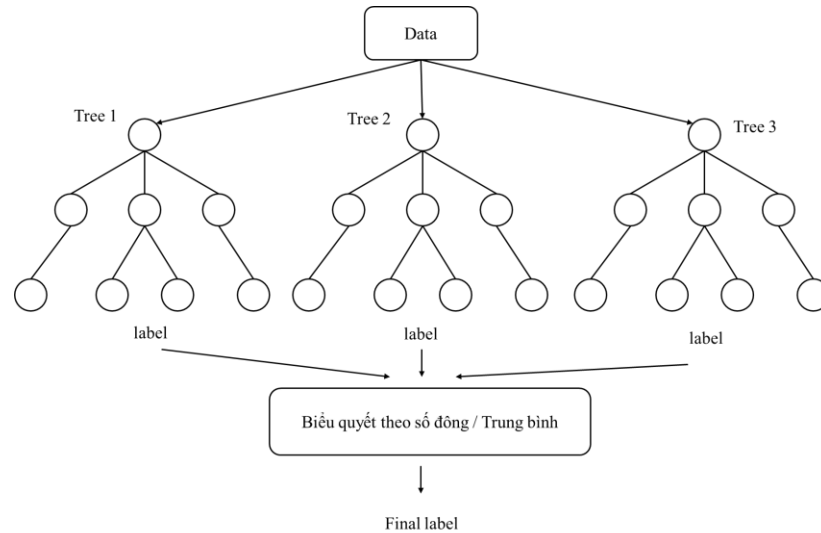 Data
Tree 1
Tree 2
Tree 3
label
label
label
Biểu quyết theo số đông / Trung bình
Final label